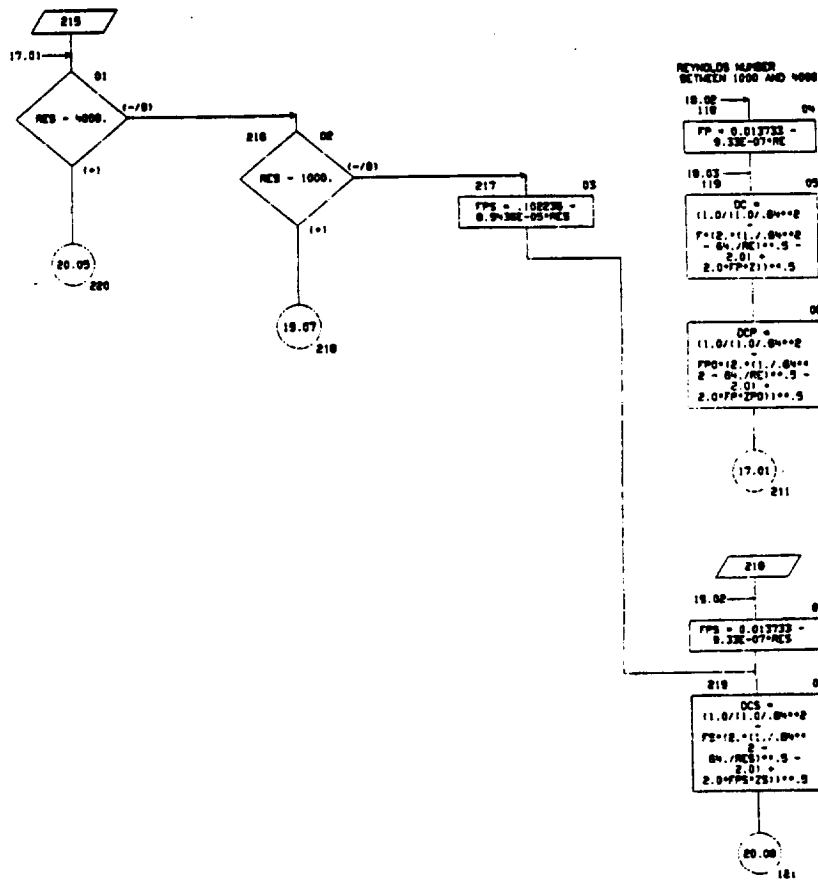 215
17.01
01
RES - 4000.
(-/0)
(+)
20.05
220
216
02
RES - 1000.
(-/0)
(+)
19.07
218
217
03
FPS = .102236 -
8.9436E-05*RES
REYNOLDS NUMBER
BETWEEN 1000 AND 4000
18.02
118
04
FP = 0.013733 -
9.33E-07*RE
18.03
119
05
DC =
(1.0/(1.0/.84**2
-
F*(2.*(1./.84**2
- 64./RE)**.5 -
2.0) +
2.0*FP*Z))**.5
DCP =
(1.0/(1.0/.84**2
-
FPO*(2.*(1./.84**
2 - 64./RE)**.5 -
2.0) +
2.0*FP*ZPO))**.5
17.01
211
218
19.02
FPS = 0.013733 -
9.33E-07*RES
219
DCS =
(1.0/(1.0/.84**2
-
FS*(2.*(1./.84**
2 -
64./RES)**.5 -
2.0) +
2.0*FPS*ZS))**.5
20.08
121